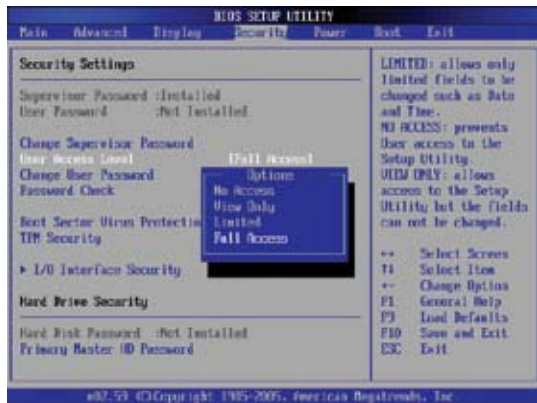 BIOS SETUP UTILITY
Main Advanced Display Security Power Boot Exit
Security Settings
Supervisor Password :Installed
User Password :Not Installed
Change Supervisor Password
User Access Level [Full Access]
Change User Password
Password Check
Boot Sector Virus Protectio
TPM Security
I/O Interface Security
Hard Drive Security
Hard Disk Password :Not Installed
Primary Master HD Password
Options
No Access
View Only
Limited
Full Access
LIMITED: allows only
limited fields to be
changed such as Date
and Time.
NO ACCESS: prevents
User access to the
Setup Utility.
VIEW ONLY: allows
access to the Setup
Utility but the fields
can not be changed.
Select Screen
↑↓ Select Item
+- Change Option
F1 General Help
F9 Load Defaults
F10 Save and Exit
ESC Exit
v02.59 (C)Copyright 1985-2005, American Megatrends, Inc